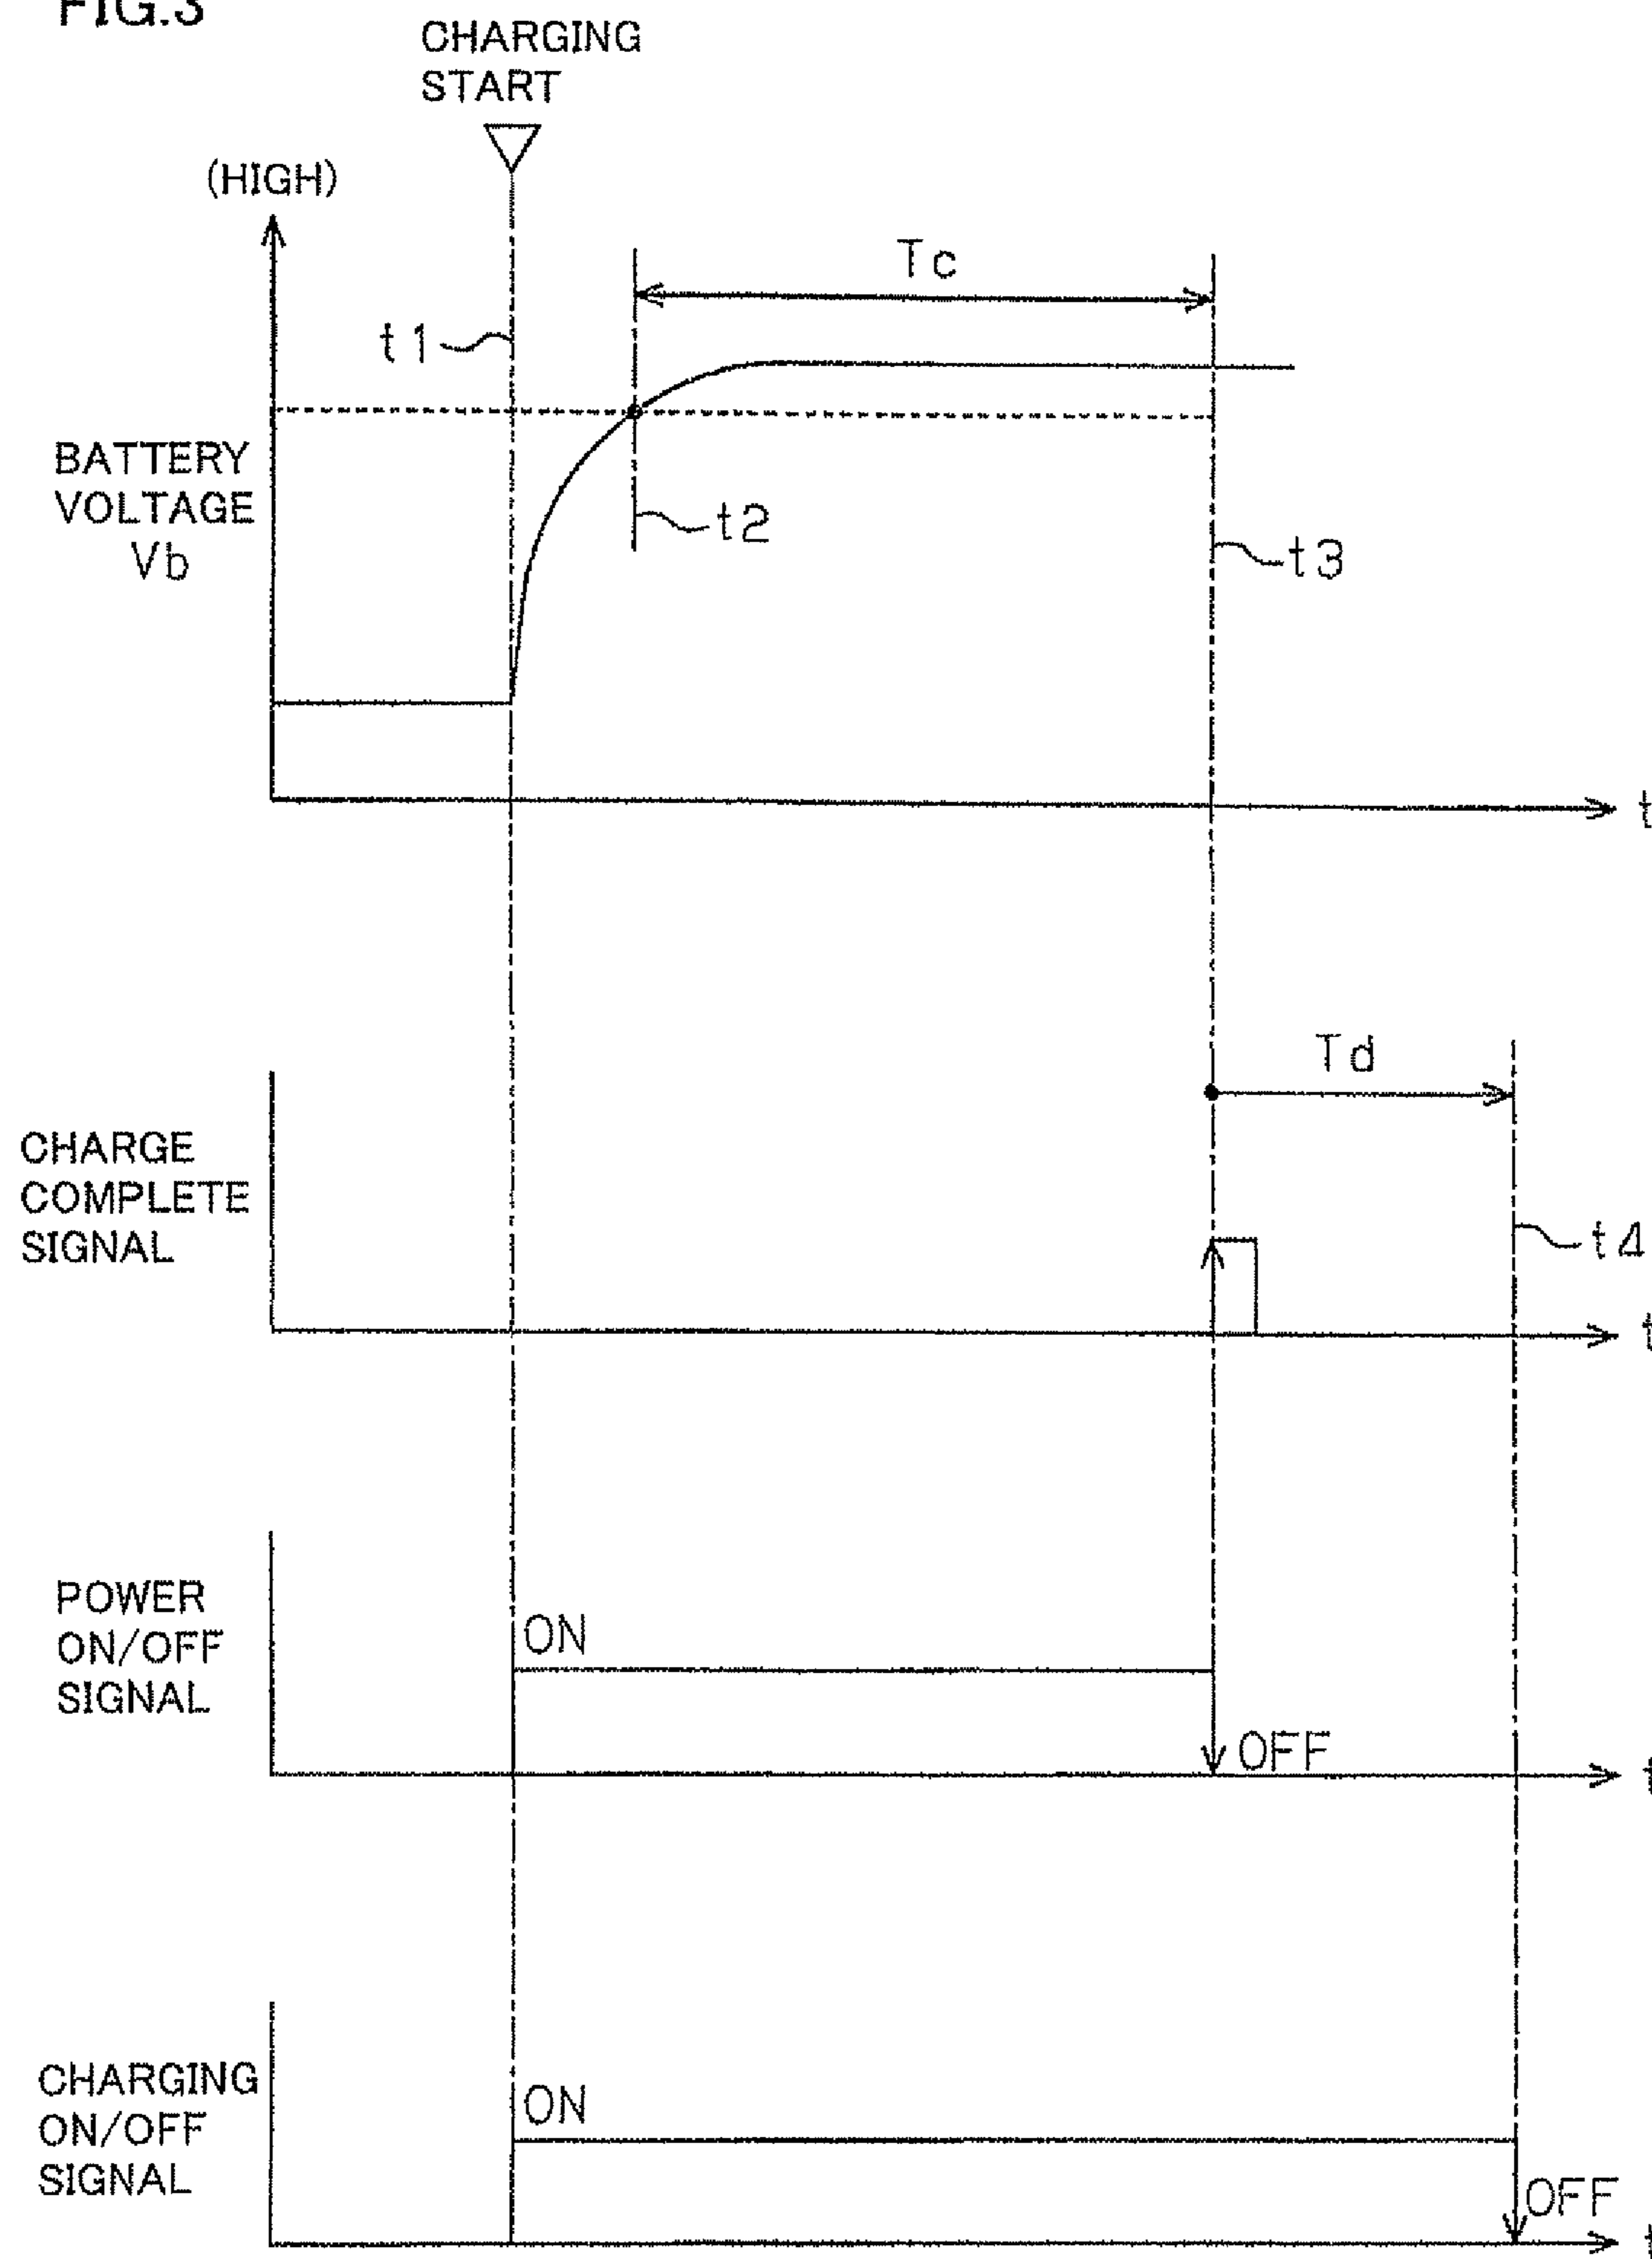 FIG.3
CHARGING
START
(HIGH)
Tc
t1
BATTERY
VOLTAGE
Vb
t2
t3
t
Td
CHARGE
COMPLETE
SIGNAL
t4
t
POWER
ON/OFF
SIGNAL
ON
OFF
t
CHARGING
ON/OFF
SIGNAL
ON
OFF
t